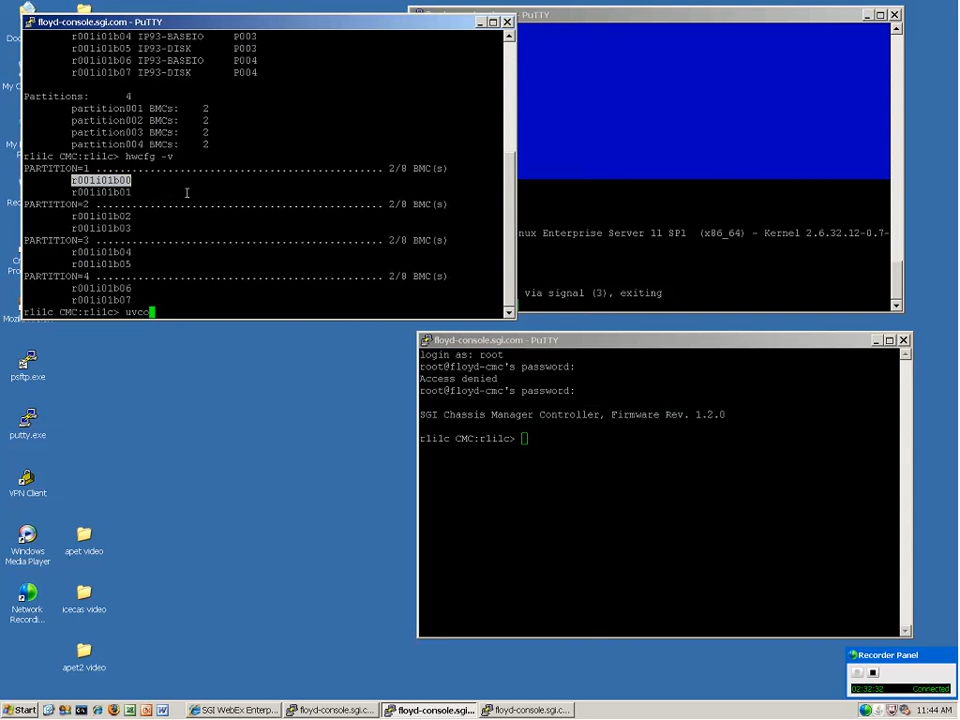 floyd-console.sgi.com - PuTTY
r001i01b04 IP93-BASEIO P003
r001i01b05 IP93-DISK P003
r001i01b06 IP93-BASEIO P004
r001i01b07 IP93-DISK P004
Partitions: 4
partition001 BMCs: 2
partition002 BMCs: 2
partition003 BMCs: 2
partition004 BMCs: 2
r1i1c CMC:r1i1c> hwcfg -v
PARTITION=1 ................................................ 2/8 BMC(s)
r001i01b00
r001i01b01
PARTITION=2 ................................................ 2/8 BMC(s)
r001i01b02
r001i01b03
PARTITION=3 ................................................ 2/8 BMC(s)
r001i01b04
r001i01b05
PARTITION=4 ................................................ 2/8 BMC(s)
r001i01b06
r001i01b07
r1i1c CMC:r1i1c> uvco
- PuTTY
nux Enterprise Server 11 SP1 (x86_64) - Kernel 2.6.32.12-0.7-
via signal (3), exiting
floyd-console.sgi.com - PuTTY
login as: root
root@floyd-cmc's password:
Access denied
root@floyd-cmc's password:
SGI Chassis Manager Controller, Firmware Rev. 1.2.0
r1i1c CMC:r1i1c>
psftp.exe
putty.exe
VPN Client
Windows
Media Player
apet video
Network
Recordi...
icecas video
apet2 video
Recorder Panel
02:32:32 Connected
Start
SGI WebEx Enterp...
floyd-console.sgi.c...
floyd-console.sgi...
floyd-console.sgi.c...
11:44 AM